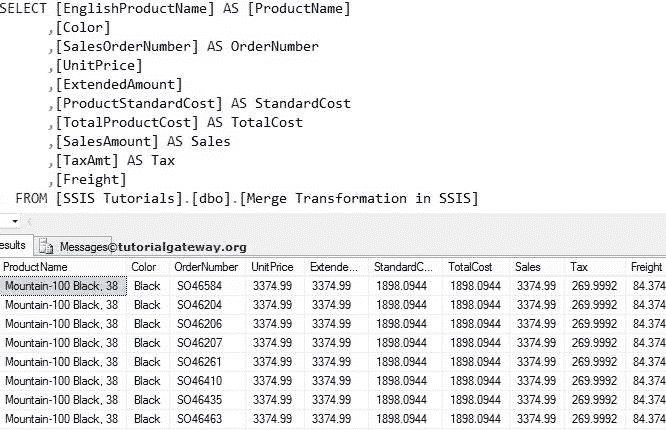 SELECT [EnglishProductName] AS [ProductName]
,[Color]
,[SalesOrderNumber] AS OrderNumber
,[UnitPrice]
,[ExtendedAmount]
,[ProductStandardCost] AS StandardCost
,[TotalProductCost] AS TotalCost
,[SalesAmount] AS Sales
,[TaxAmt] AS Tax
,[Freight]
FROM [SSIS Tutorials].[dbo].[Merge Transformation in SSIS]
esults Messages ©tutorialgateway.org
ProductName Color OrderNumber UnitPrice Extende... StandardC... TotalCost Sales Tax Freight
Mountain-100 Black, 38 Black SO46584 3374.99 3374.99 1898.0944 1898.0944 3374.99 269.9992 84.374
Mountain-100 Black, 38 Black SO46204 3374.99 3374.99 1898.0944 1898.0944 3374.99 269.9992 84.374
Mountain-100 Black, 38 Black SO46206 3374.99 3374.99 1898.0944 1898.0944 3374.99 269.9992 84.374
Mountain-100 Black, 38 Black SO46207 3374.99 3374.99 1898.0944 1898.0944 3374.99 269.9992 84.374
Mountain-100 Black, 38 Black SO46261 3374.99 3374.99 1898.0944 1898.0944 3374.99 269.9992 84.374
Mountain-100 Black, 38 Black SO46410 3374.99 3374.99 1898.0944 1898.0944 3374.99 269.9992 84.374
Mountain-100 Black, 38 Black SO46435 3374.99 3374.99 1898.0944 1898.0944 3374.99 269.9992 84.374
Mountain-100 Black, 38 Black SO46463 3374.99 3374.99 1898.0944 1898.0944 3374.99 269.9992 84.374